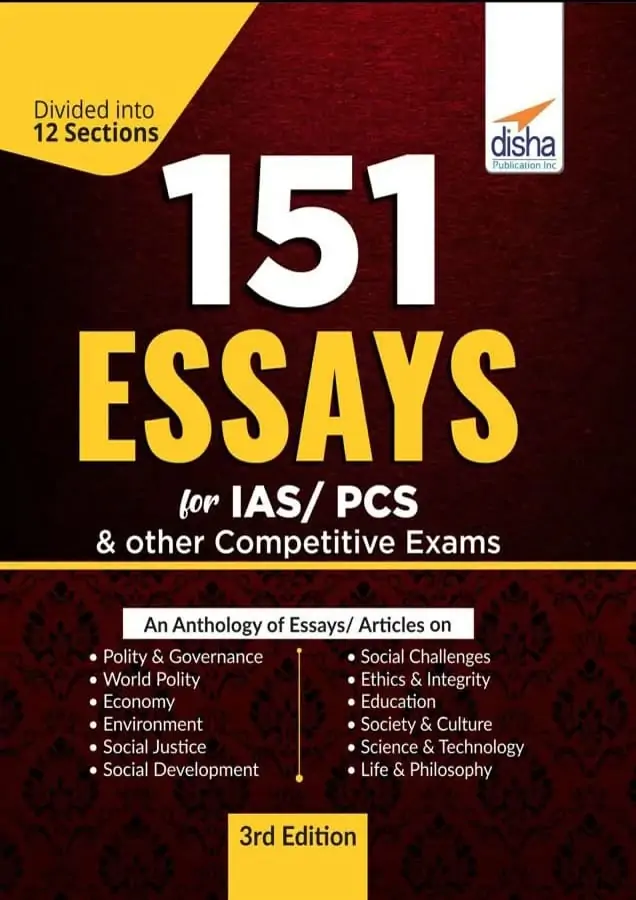 Divided into
12 Sections
disha
Publication Inc
151
ESSAYS
for IAS/ PCS
& other Competitive Exams
An Anthology of Essays/ Articles on
• Polity & Governance
• World Polity
• Economy
• Environment
• Social Justice
• Social Development
• Social Challenges
• Ethics & Integrity
• Education
• Society & Culture
• Science & Technology
• Life & Philosophy
3rd Edition